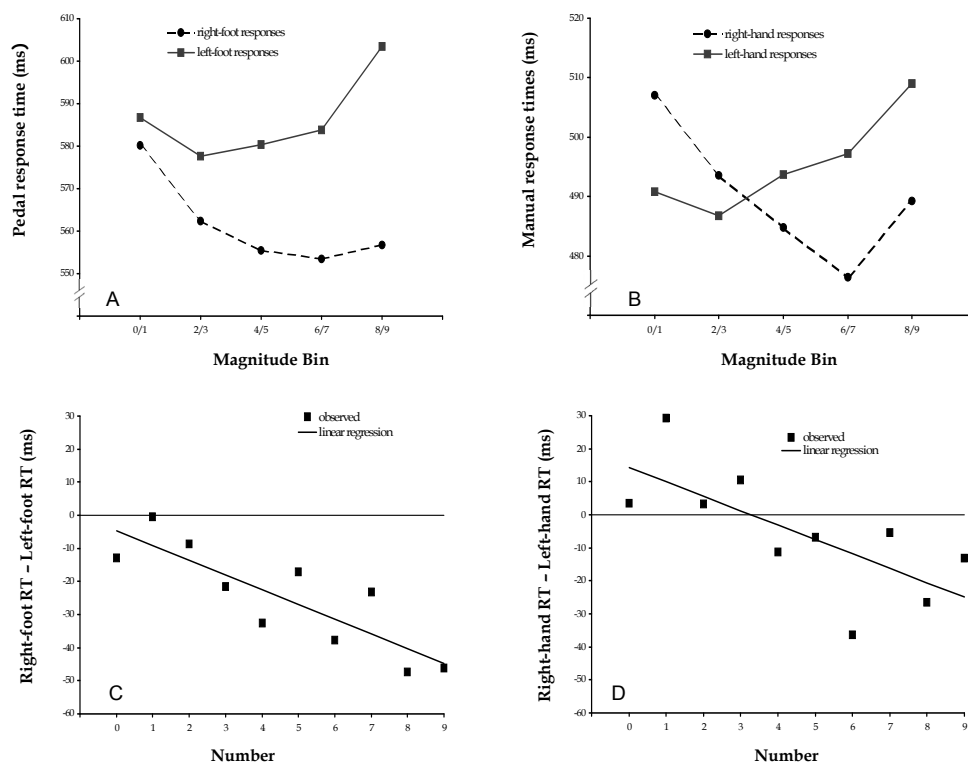 610
600
590
580
570
560
550
Pedal response time (ms)
right-foot responses
left-foot responses
A
0/1 2/3 4/5 6/7 8/9
Magnitude Bin
520
510
500
490
480
Manual response times (ms)
right-hand responses
left-hand responses
B
0/1 2/3 4/5 6/7 8/9
Magnitude Bin
30
20
10
0
-10
-20
-30
-40
-50
-60
Right-foot RT – Left-foot RT (ms)
observed
linear regression
C
0 1 2 3 4 5 6 7 8 9
Number
30
20
10
0
-10
-20
-30
-40
-50
-60
Right-hand RT – Left-hand RT (ms)
observed
linear regression
D
0 1 2 3 4 5 6 7 8 9
Number